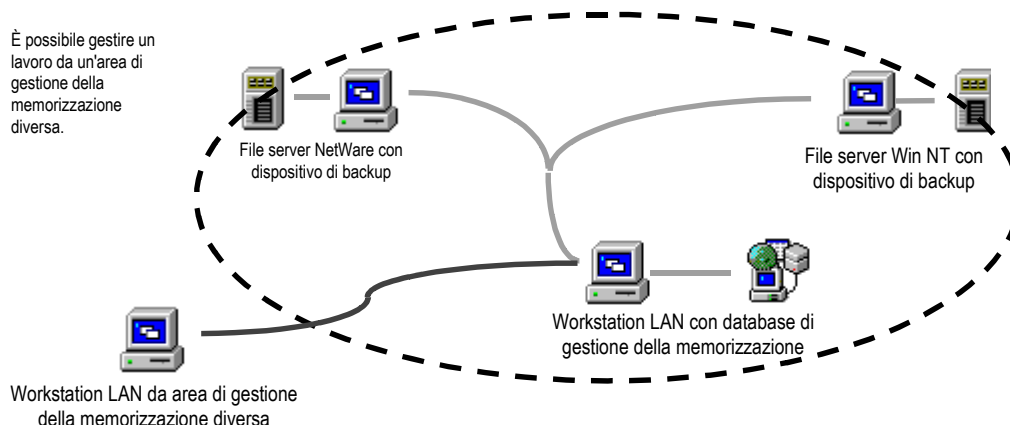 È possibile gestire un
lavoro da un'area di
gestione della
memorizzazione
diversa.
File server NetWare con
dispositivo di backup
File server Win NT con
dispositivo di backup
Workstation LAN con database di
gestione della memorizzazione
Workstation LAN da area di gestione
della memorizzazione diversa